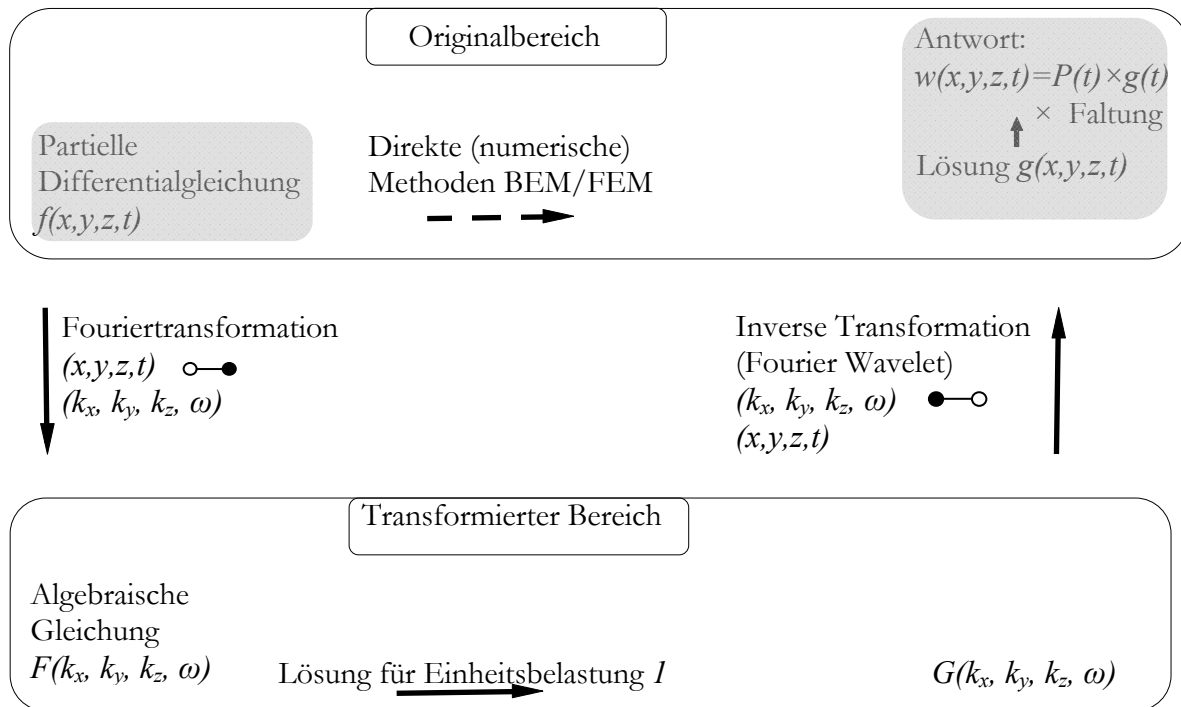 Originalbereich
Antwort:
w(x,y,z,t)=P(t)×g(t)
× Faltung
Lösung g(x,y,z,t)
Partielle
Differentialgleichung
f(x,y,z,t)
Direkte (numerische)
Methoden BEM/FEM
Fouriertransformation
(x,y,z,t)
(kx, ky, kz, ω)
Inverse Transformation
(Fourier Wavelet)
(kx, ky, kz, ω)
(x,y,z,t)
Transformierter Bereich
Algebraische
Gleichung
F(kx, ky, kz, ω)
Lösung für Einheitsbelastung 1
G(kx, ky, kz, ω)